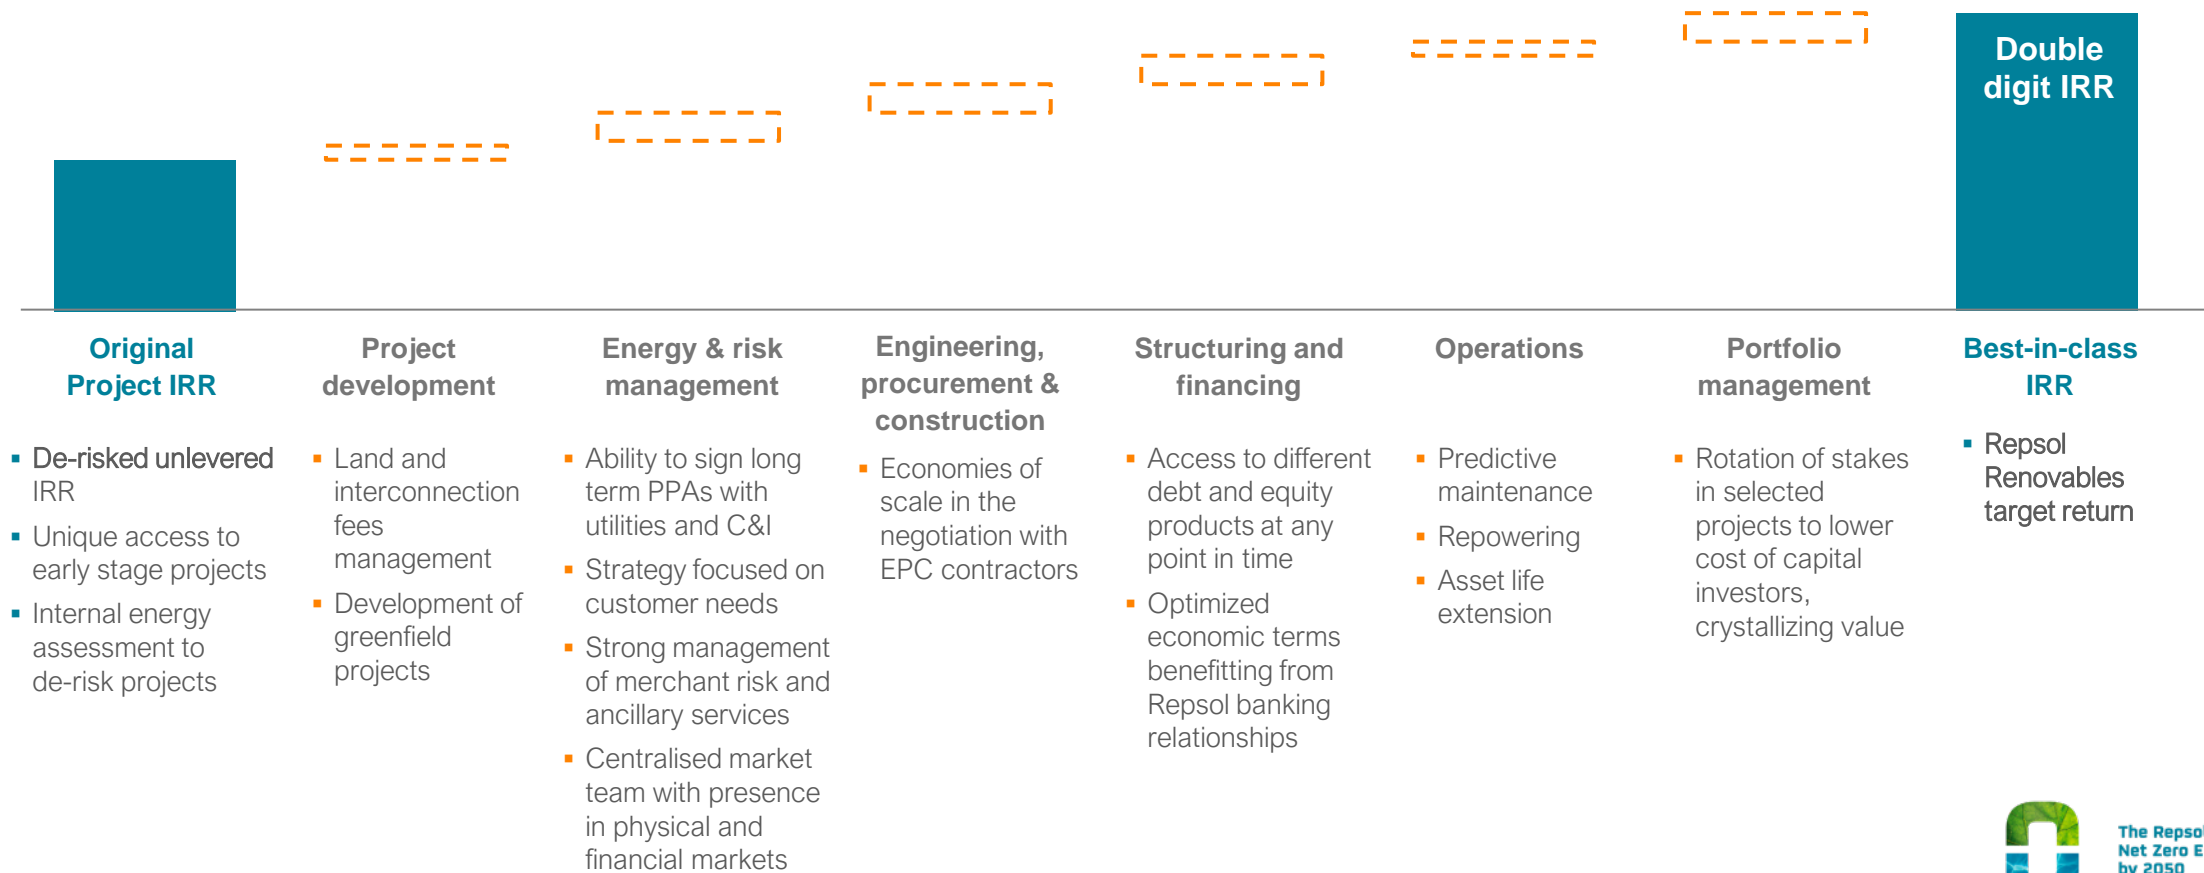 Double
digit IRR
Original
Project IRR
▪ De-risked unlevered
IRR
▪ Unique access to
early stage projects
▪ Internal energy
assessment to
de-risk projects
Project
development
▪ Land and
interconnection
fees
management
▪ Development of
greenfield
projects
Energy & risk
management
▪ Ability to sign long
term PPAs with
utilities and C&I
▪ Strategy focused on
customer needs
▪ Strong management
of merchant risk and
ancillary services
▪ Centralised market
team with presence
in physical and
financial markets
Engineering,
procurement &
construction
▪ Economies of
scale in the
negotiation with
EPC contractors
Structuring and
financing
▪ Access to different
debt and equity
products at any
point in time
▪ Optimized
economic terms
benefitting from
Repsol banking
relationships
Operations
▪ Predictive
maintenance
▪ Repowering
▪ Asset life
extension
Portfolio
management
▪ Rotation of stakes
in selected
projects to lower
cost of capital
investors,
crystallizing value
Best-in-class
IRR
▪ Repsol
Renovables
target return
The Repsol
Net Zero E
by 2050